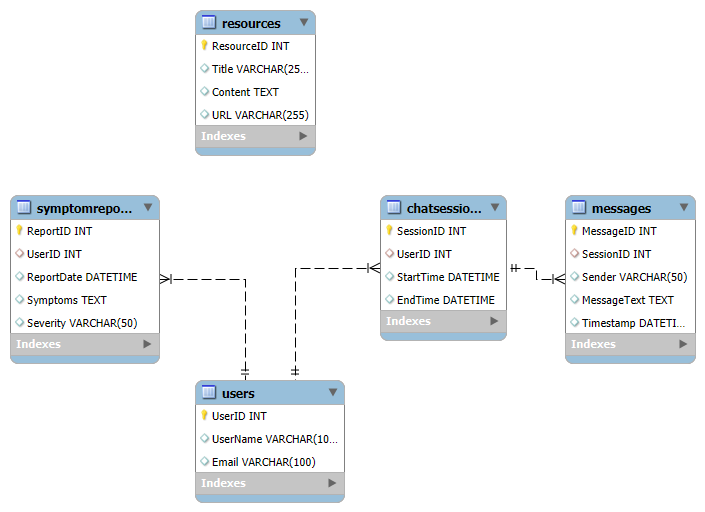 resources
ResourceID INT
Title VARCHAR(25...
Content TEXT
URL VARCHAR(255)
Indexes
symptomrepo...
ReportID INT
UserID INT
ReportDate DATETIME
Symptoms TEXT
Severity VARCHAR(50)
Indexes
chatsessio...
SessionID INT
UserID INT
StartTime DATETIME
EndTime DATETIME
Indexes
messages
MessageID INT
SessionID INT
Sender VARCHAR(50)
MessageText TEXT
Timestamp DATETI...
Indexes
users
UserID INT
UserName VARCHAR(10...
Email VARCHAR(100)
Indexes